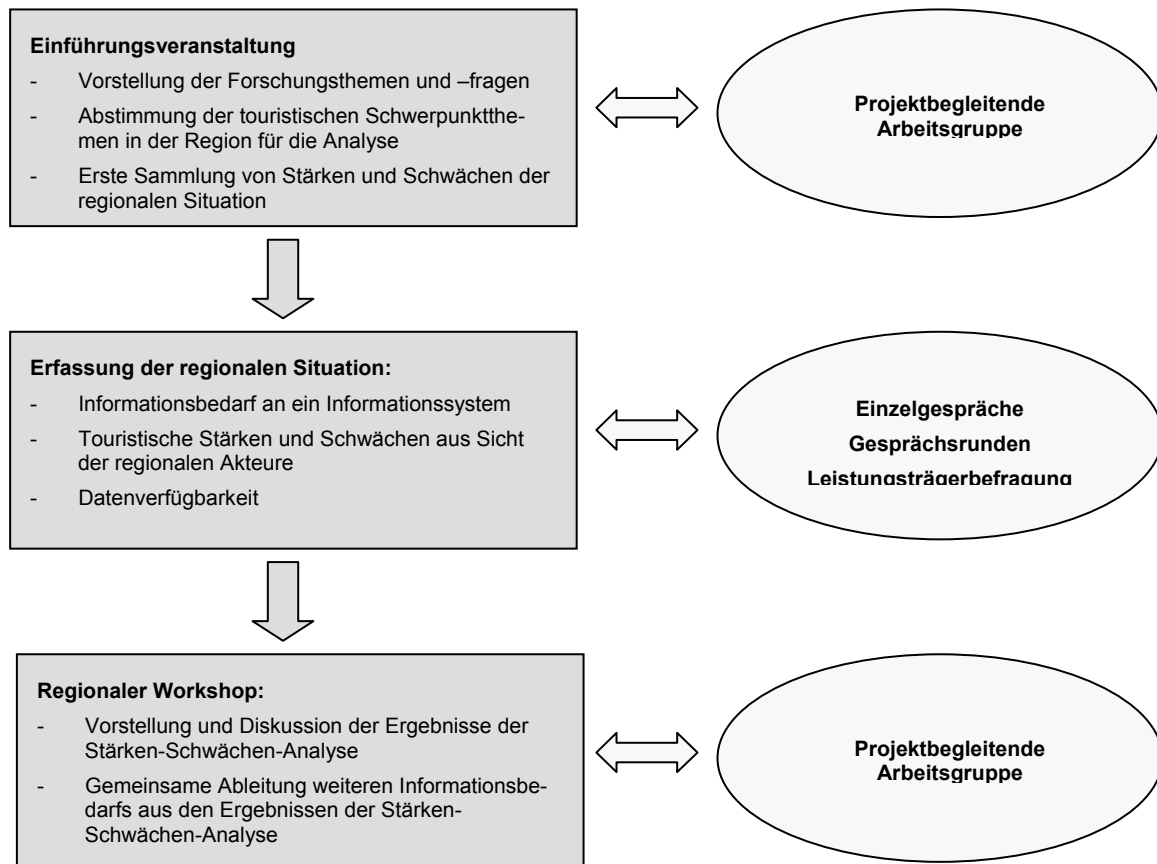 Einführungsveranstaltung
- Vorstellung der Forschungsthemen und –fragen
- Abstimmung der touristischen Schwerpunktthe-
men in der Region für die Analyse
- Erste Sammlung von Stärken und Schwächen der
regionalen Situation
Projektbegleitende
Arbeitsgruppe
Erfassung der regionalen Situation:
- Informationsbedarf an ein Informationssystem
- Touristische Stärken und Schwächen aus Sicht
der regionalen Akteure
- Datenverfügbarkeit
Einzelgespräche
Gesprächsrunden
Leistungsträgerbefragung
Regionaler Workshop:
- Vorstellung und Diskussion der Ergebnisse der
Stärken-Schwächen-Analyse
- Gemeinsame Ableitung weiteren Informationsbe-
darfs aus den Ergebnissen der Stärken-
Schwächen-Analyse
Projektbegleitende
Arbeitsgruppe